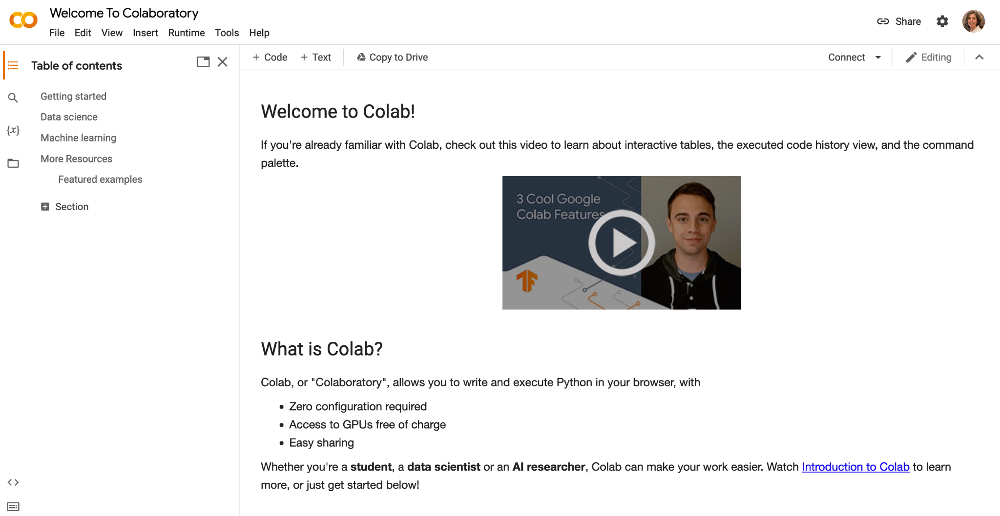 Welcome To Colaboratory
File Edit View Insert Runtime Tools Help
Share
Table of contents
Getting started
Data science
{x}
Machine learning
More Resources
Featured examples
Section
+ Code + Text Copy to Drive
Connect Editing
Welcome to Colab!
If you're already familiar with Colab, check out this video to learn about interactive tables, the executed code history view, and the command
palette.
3 Cool Google
Colab Features
What is Colab?
Colab, or "Colaboratory", allows you to write and execute Python in your browser, with
• Zero configuration required
• Access to GPUs free of charge
• Easy sharing
Whether you're a student, a data scientist or an AI researcher, Colab can make your work easier. Watch Introduction to Colab to learn
more, or just get started below!